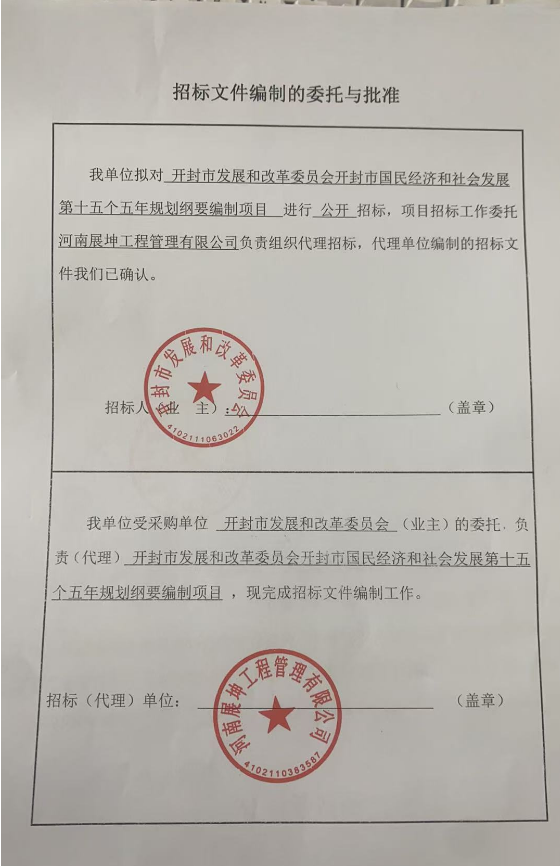 招标文件编制的委托与批准
我单位拟对 开封市发展和改革委员会开封市国民经济和社会发展
第十五个五年规划纲要编制项目 进行 公开 招标，项目招标工作委托
河南展坤工程管理有限公司负责组织代理招标，代理单位编制的招标文
件我们已确认。
开封市发展和改革委员会
招标人（业 主）：（盖章）
4102111063022
我单位受采购单位 开封市发展和改革委员会 （业主）的委托，负
责（代理） 开封市发展和改革委员会开封市国民经济和社会发展第十五
个五年规划纲要编制项目 ，现完成招标文件编制工作。
河南展坤工程管理有限公司
招标（代理）单位：（盖章）
4102110383587